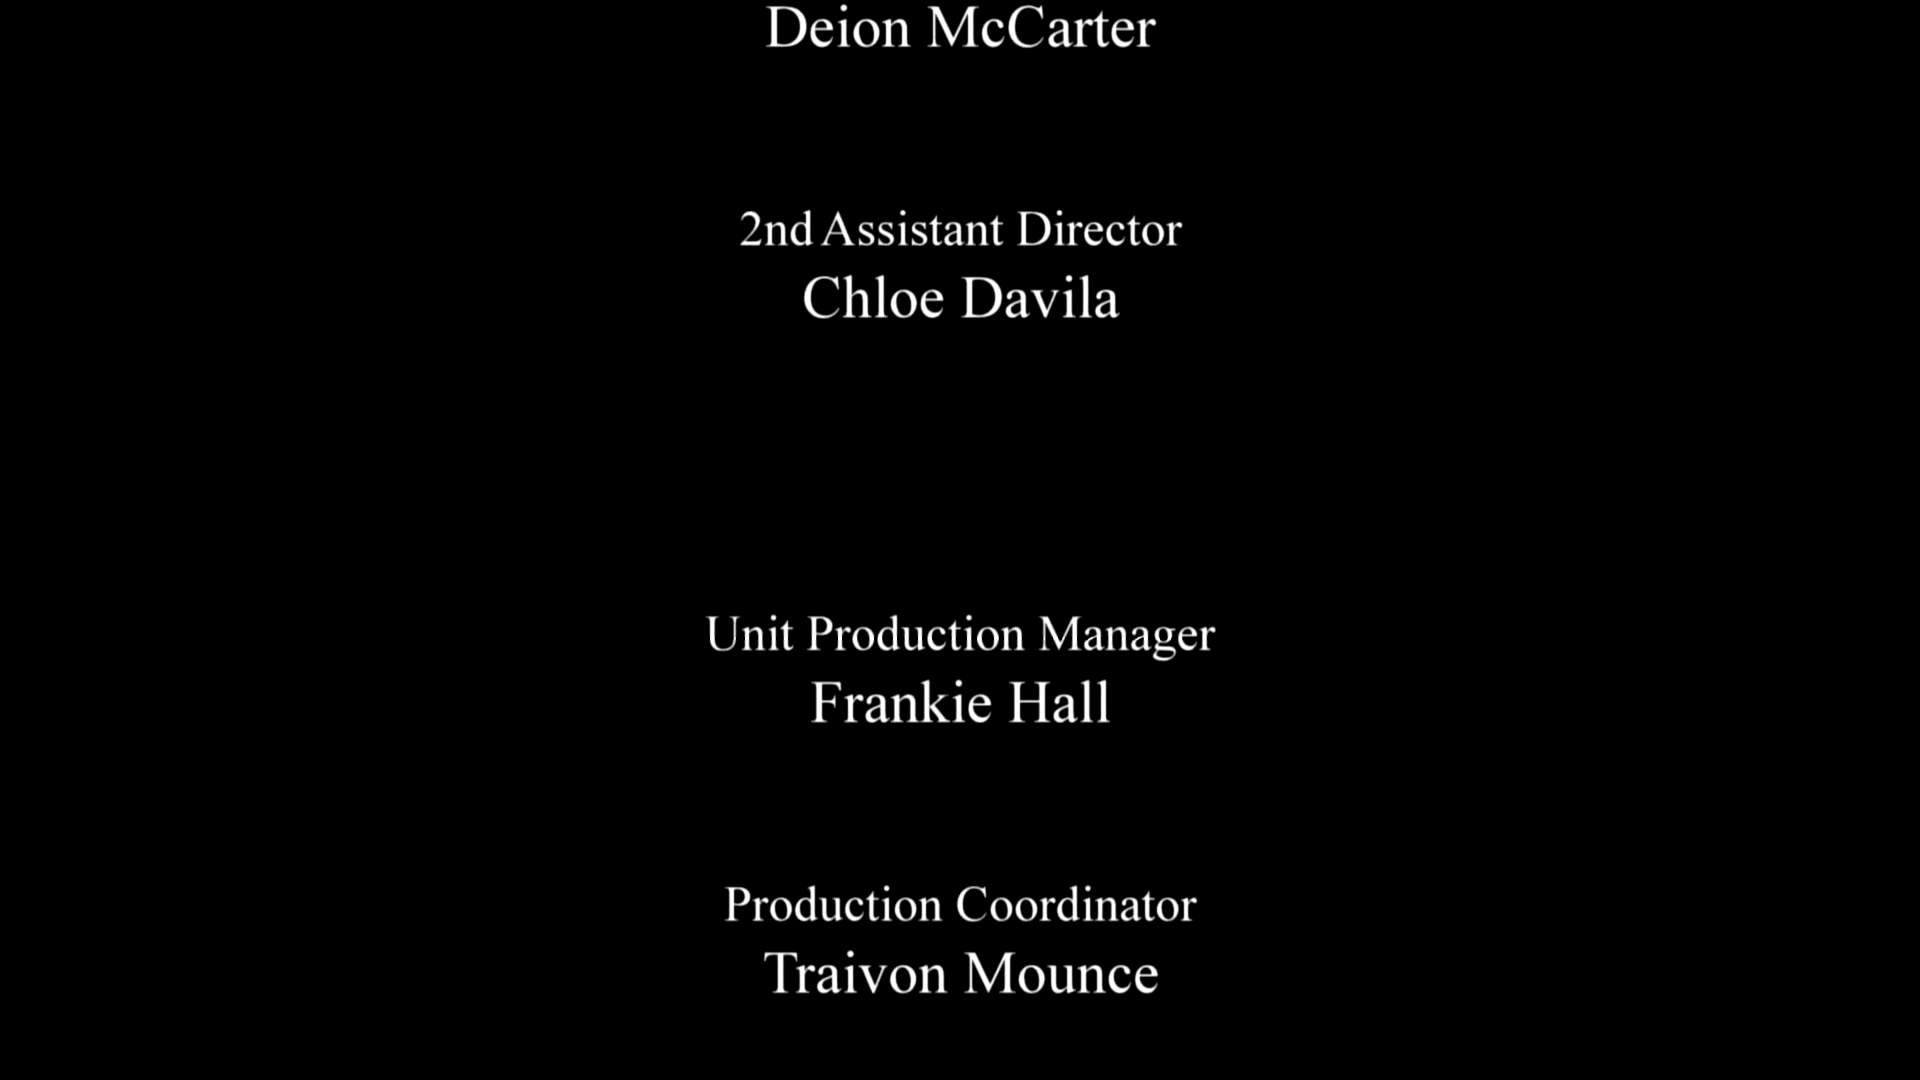 Deion McCarter
2nd Assistant Director
Chloe Davila
Unit Production Manager
Frankie Hall
Production Coordinator
Traivon Mounce